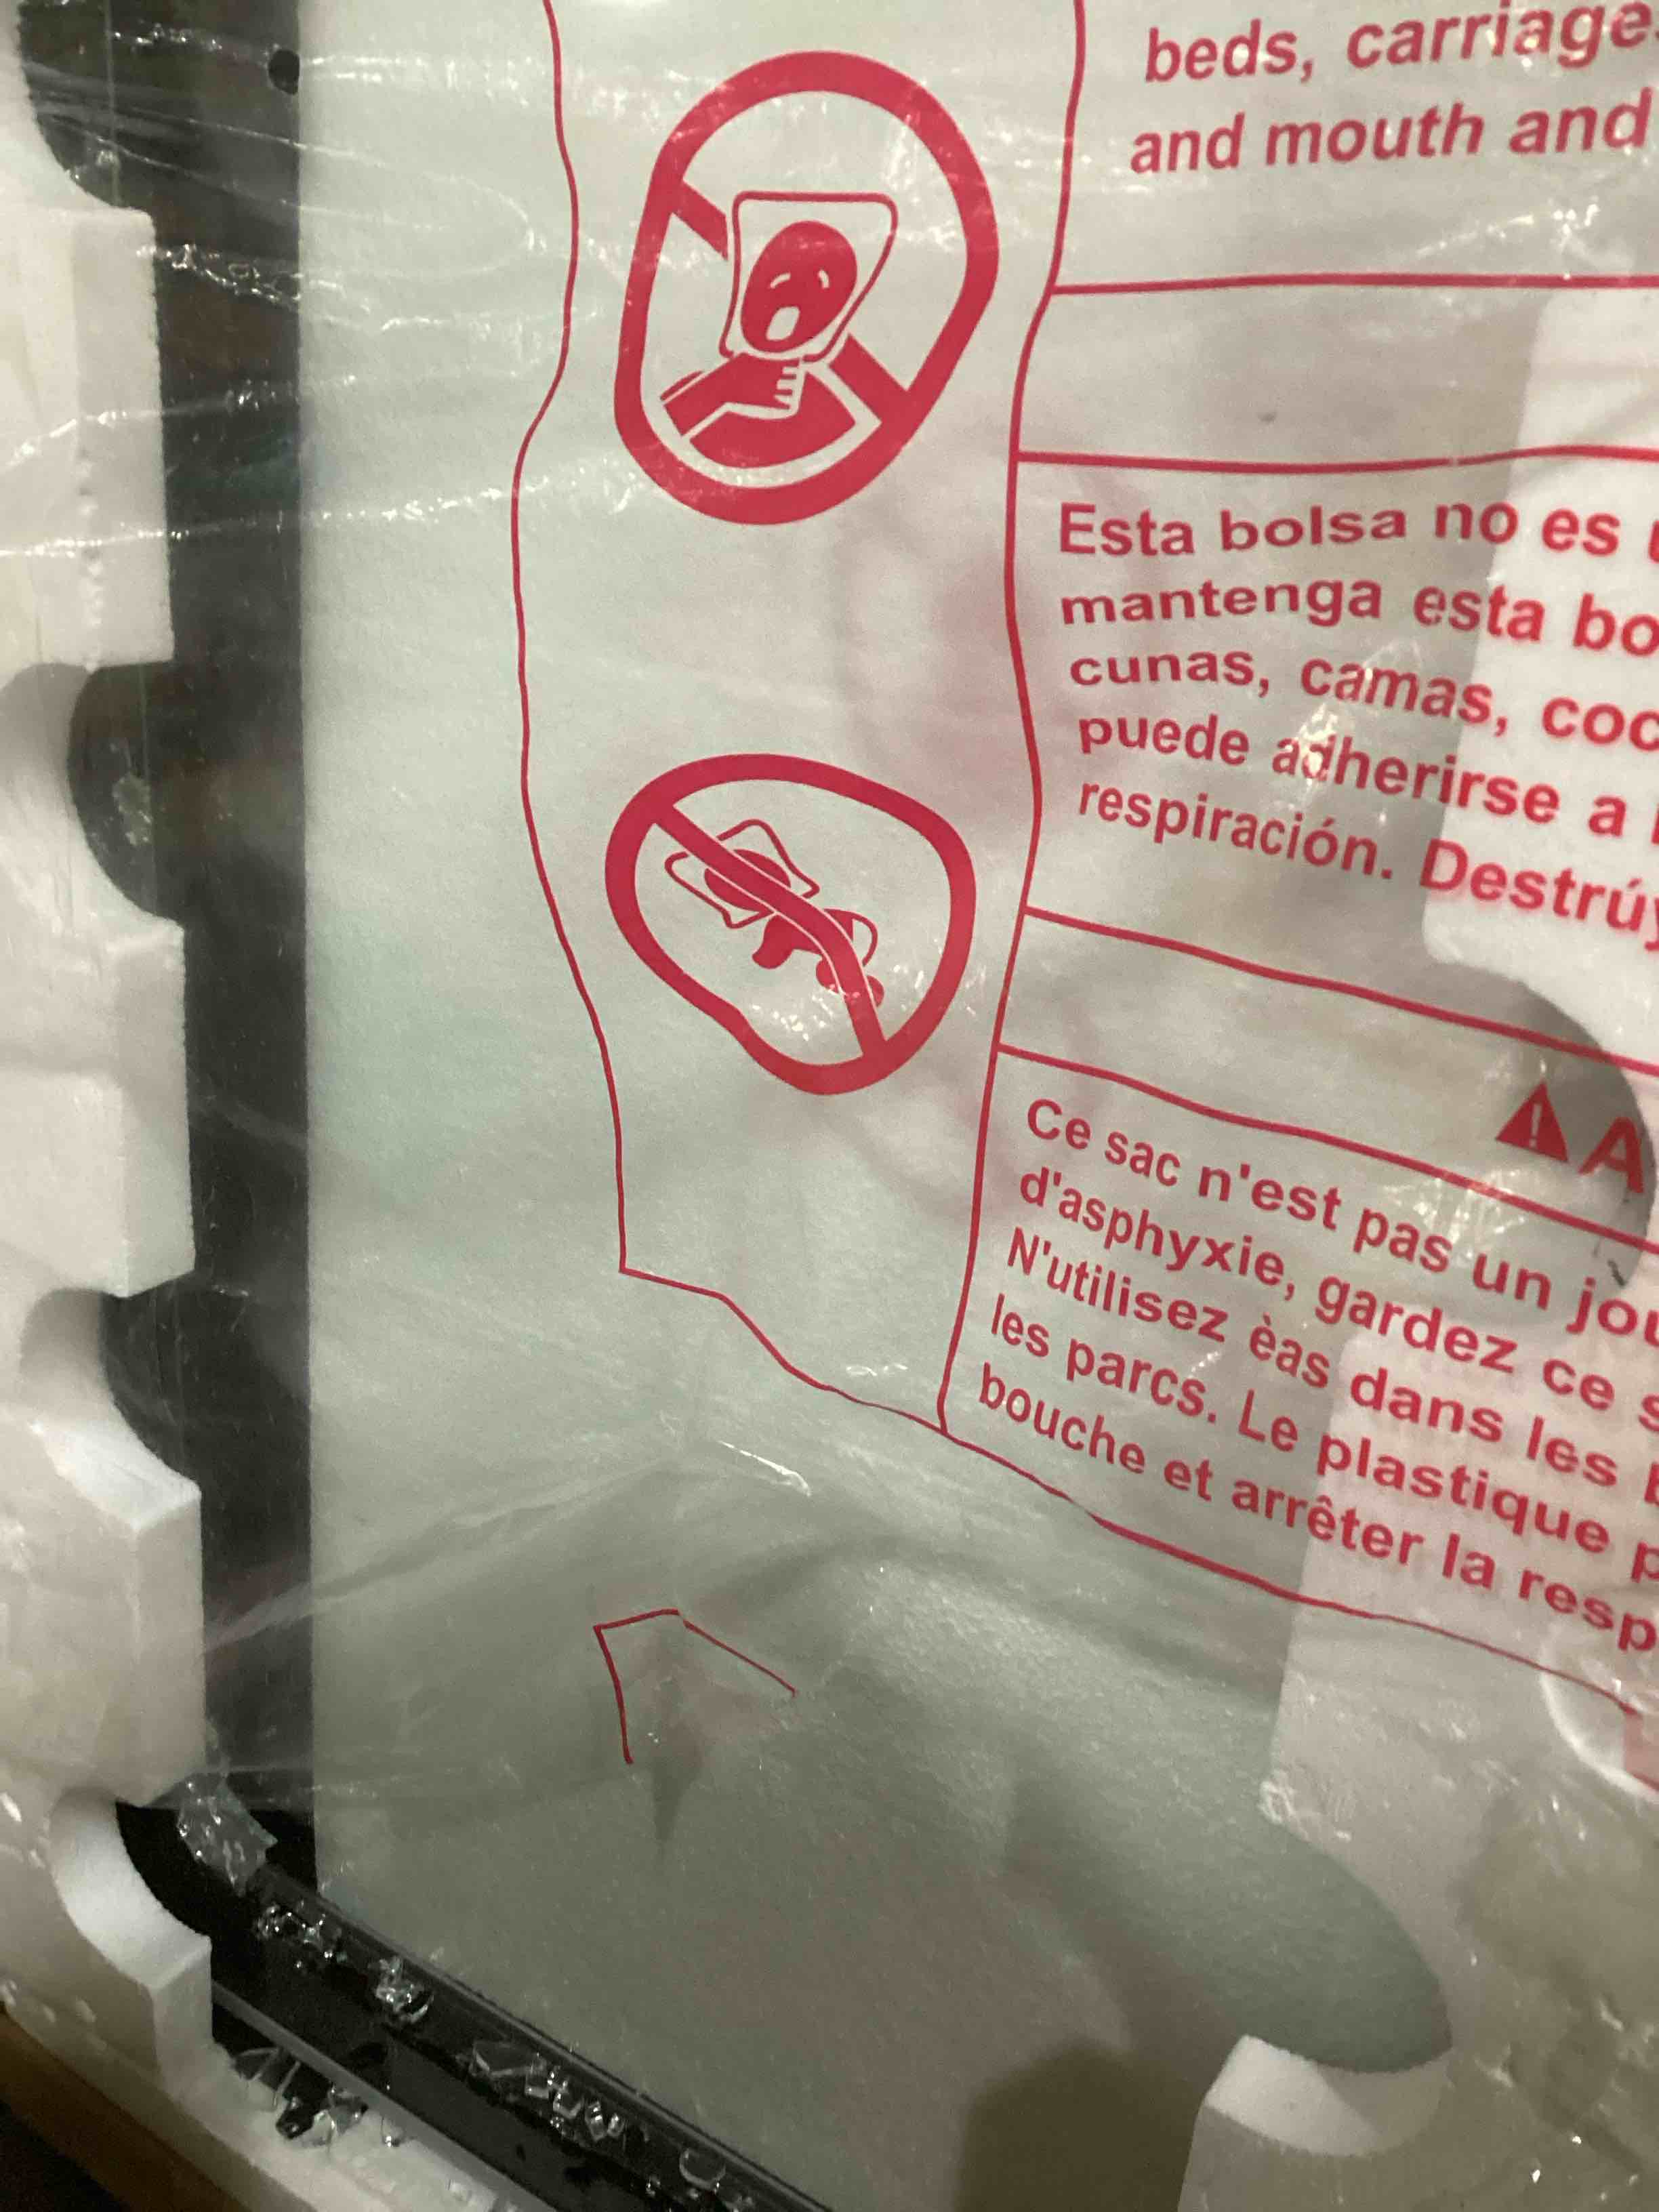 beds, carriage
and mouth and
Esta bolsa no es
mantenga esta bo
cunas, camas, coc
puede adherirse a
respiración. Destrúy
A
Ce sac n'est pas un jou
d'asphyxie, gardez ce s
N'utilisez èas dans les
les parcs. Le plastique p
bouche et arrêter la resp